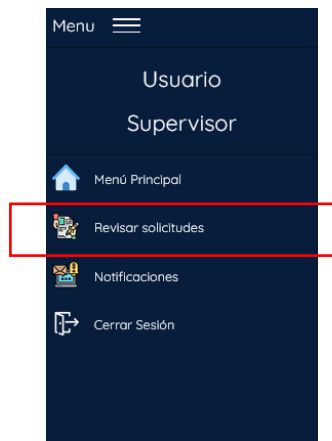 Menu
Usuario
Supervisor
Menú Principal
Revisar solicitudes
Notificaciones
Cerrar Sesión